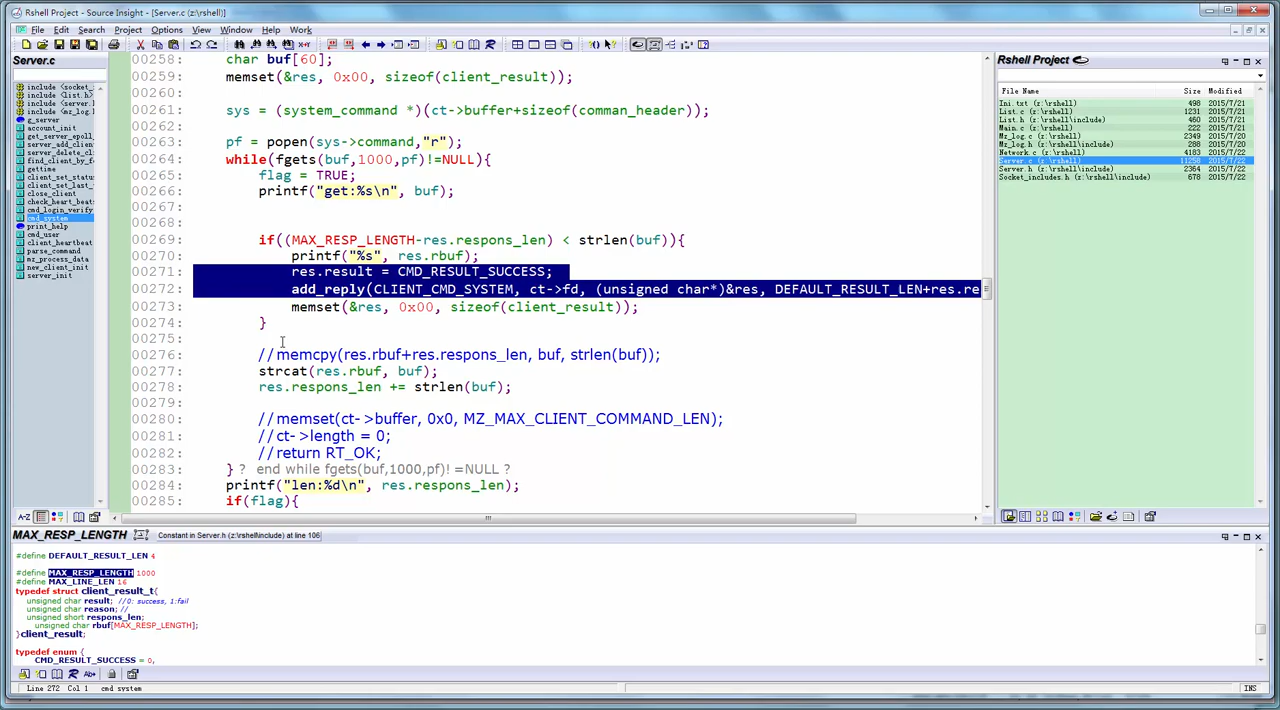 Rshell Project - Source Insight - [Server.c (z:\rshell)]
File Edit Search Project Options View Window Help Work
Server.c
include <socket_
include <list.h>
include <server.
include <mz_log.
g_server
account_init
get_server_epoll_
server_add_client
server_delete_cl:
find_client_by_f
gettime
client_set_status
client_set_last_
close_client
check_heart_beats
cmd_login_verify
cmd_system
print_help
cmd_user
client_heartbeat
parse_command
mz_process_data
new_client_init
server_init
00258: char buf[60];
00259: memset(&res, 0x00, sizeof(client_result));
00260:
00261: sys = (system_command *)(ct->buffer+sizeof(comman_header));
00262:
00263: pf = popen(sys->command,"r");
00264: while(fgets(buf,1000,pf)!=NULL){
00265: flag = TRUE;
00266: printf("get:%s\n", buf);
00267:
00268:
00269: if((MAX_RESP_LENGTH-res.respons_len) < strlen(buf)){
00270: printf("%s", res.rbuf);
00271: res.result = CMD_RESULT_SUCCESS;
00272: add_reply(CLIENT_CMD_SYSTEM, ct->fd, (unsigned char*)&res, DEFAULT_RESULT_LEN+res.re
00273: memset(&res, 0x00, sizeof(client_result));
00274: }
00275:
00276: //memcpy(res.rbuf+res.respons_len, buf, strlen(buf));
00277: strcat(res.rbuf, buf);
00278: res.respons_len += strlen(buf);
00279:
00280: //memset(ct->buffer, 0x0, MZ_MAX_CLIENT_COMMAND_LEN);
00281: //ct->length = 0;
00282: //return RT_OK;
00283: } ? end while fgets(buf,1000,pf)!=NULL ?
00284: printf("len:%d\n", res.respons_len);
00285: if(flag){
Rshell Project
File Name Size Modified
Ini.txt (z:\rshell) 498 2015/7/21
List.c (z:\rshell) 1231 2015/7/21
List.h (z:\rshell\include) 460 2015/7/21
Main.c (z:\rshell) 222 2015/7/21
Mz_log.c (z:\rshell) 2349 2015/7/20
Mz_log.h (z:\rshell\include) 288 2015/7/20
Network.c (z:\rshell) 4183 2015/7/22
Server.c (z:\rshell) 11258 2015/7/22
Server.h (z:\rshell\include) 2364 2015/7/22
Socket_includes.h (z:\rshell\include) 678 2015/7/22
A-Z
MAX_RESP_LENGTH Constant in Server.h (z:\rshell\include) at line 106
#define DEFAULT_RESULT_LEN 4
#define MAX_RESP_LENGTH 1000
#define MAX_LINE_LEN 16
typedef struct client_result_t{
unsigned char result; //0: success, 1:fail
unsigned char reason; //
unsigned short respons_len;
unsigned char rbuf[MAX_RESP_LENGTH];
}client_result;
typedef enum {
CMD_RESULT_SUCCESS = 0,
Line 272 Col 1 cmd system
INS